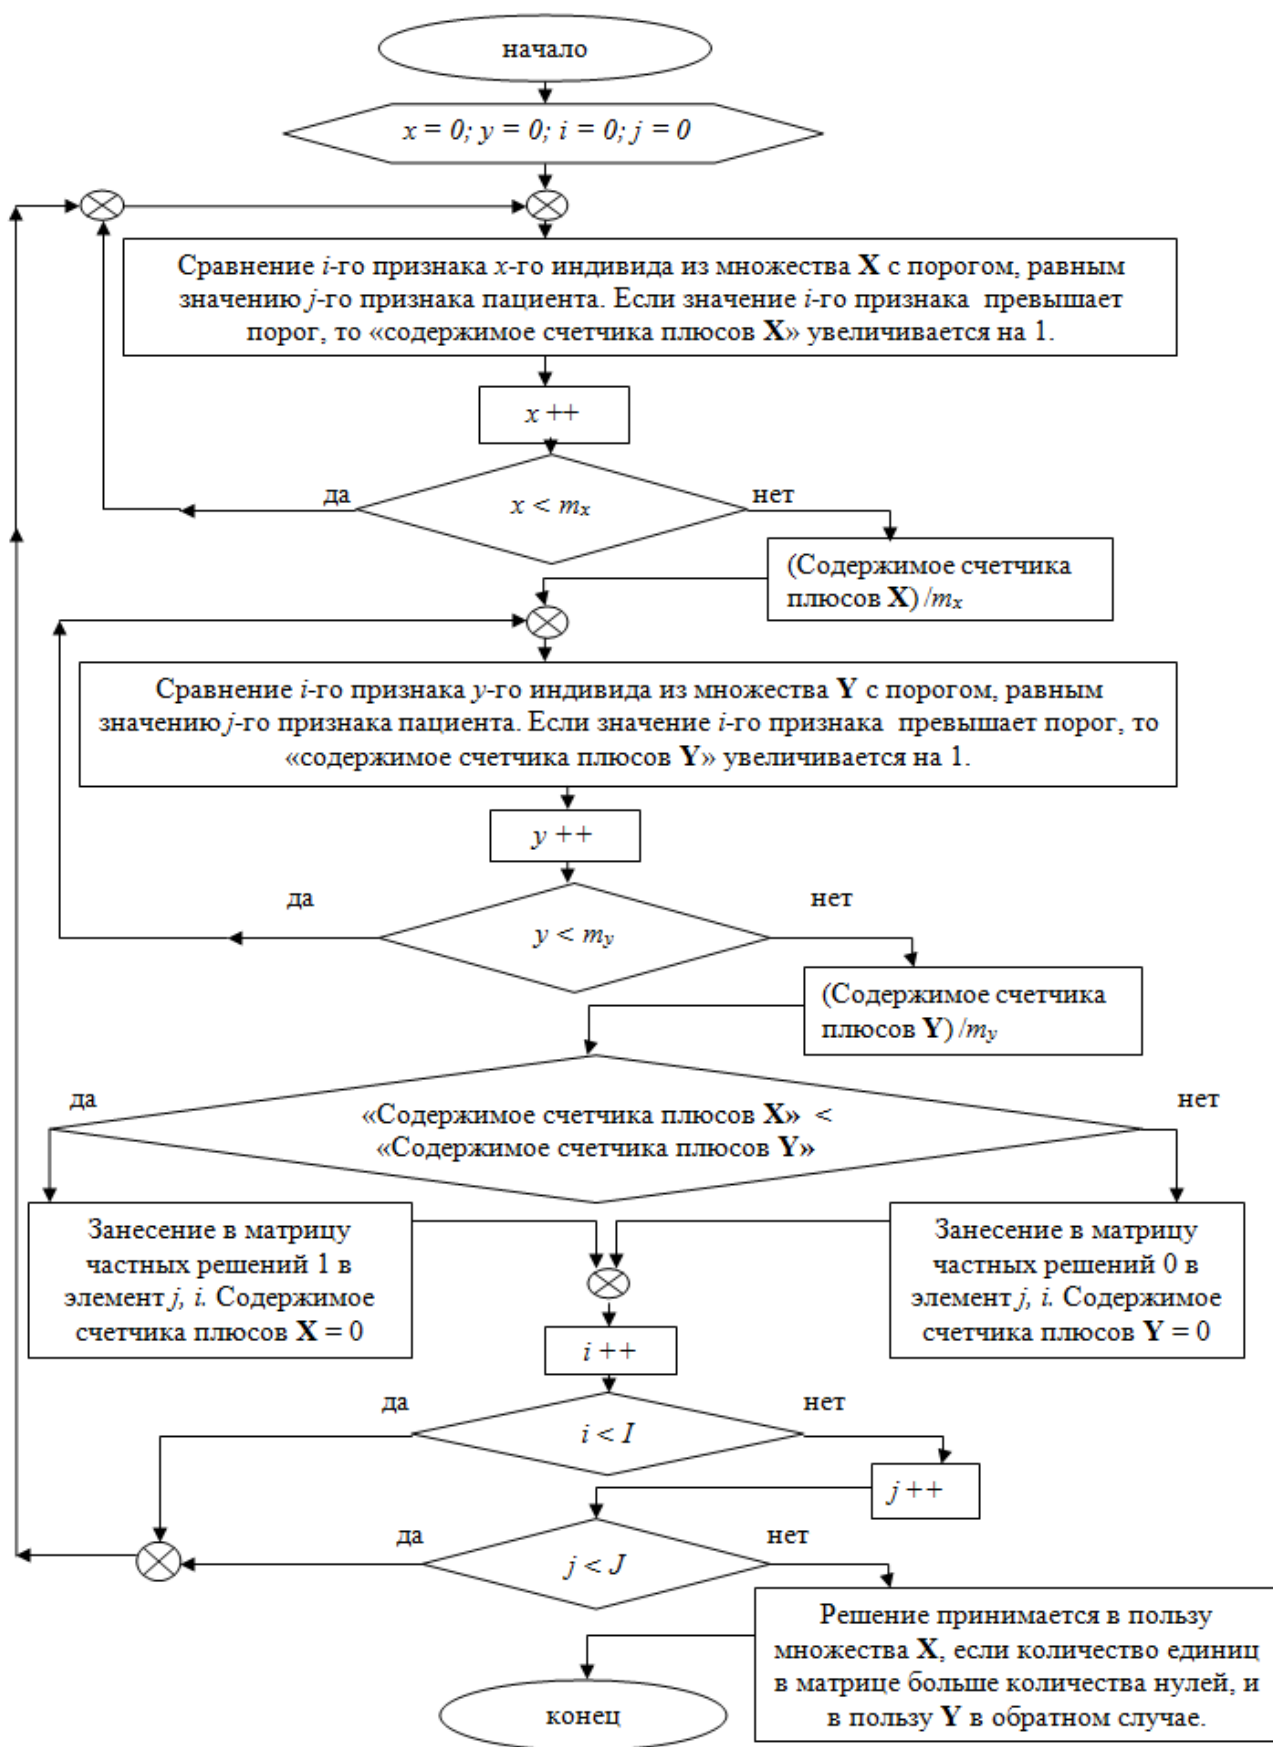 начало
x = 0; y = 0; i = 0; j = 0
Сравнение i-го признака x-го индивида из множества X с порогом, равным
значению j-го признака пациента. Если значение i-го признака превышает
порог, то «содержимое счетчика плюсов X» увеличивается на 1.
x ++
да
нет
x < mₓ
(Содержимое счетчика
плюсов X) /mₓ
Сравнение i-го признака y-го индивида из множества Y с порогом, равным
значению j-го признака пациента. Если значение i-го признака превышает порог, то
«содержимое счетчика плюсов Y» увеличивается на 1.
y ++
да
нет
y < m_y
(Содержимое счетчика
плюсов Y) /m_y
да
нет
«Содержимое счетчика плюсов X» <
«Содержимое счетчика плюсов Y»
Занесение в матрицу
частных решений 1 в
элемент j, i. Содержимое
счетчика плюсов X = 0
Занесение в матрицу
частных решений 0 в
элемент j, i. Содержимое
счетчика плюсов Y = 0
i ++
да
нет
i < I
j ++
да
нет
j < J
Решение принимается в пользу
множества X, если количество единиц
в матрице больше количества нулей, и
в пользу Y в обратном случае.
конец